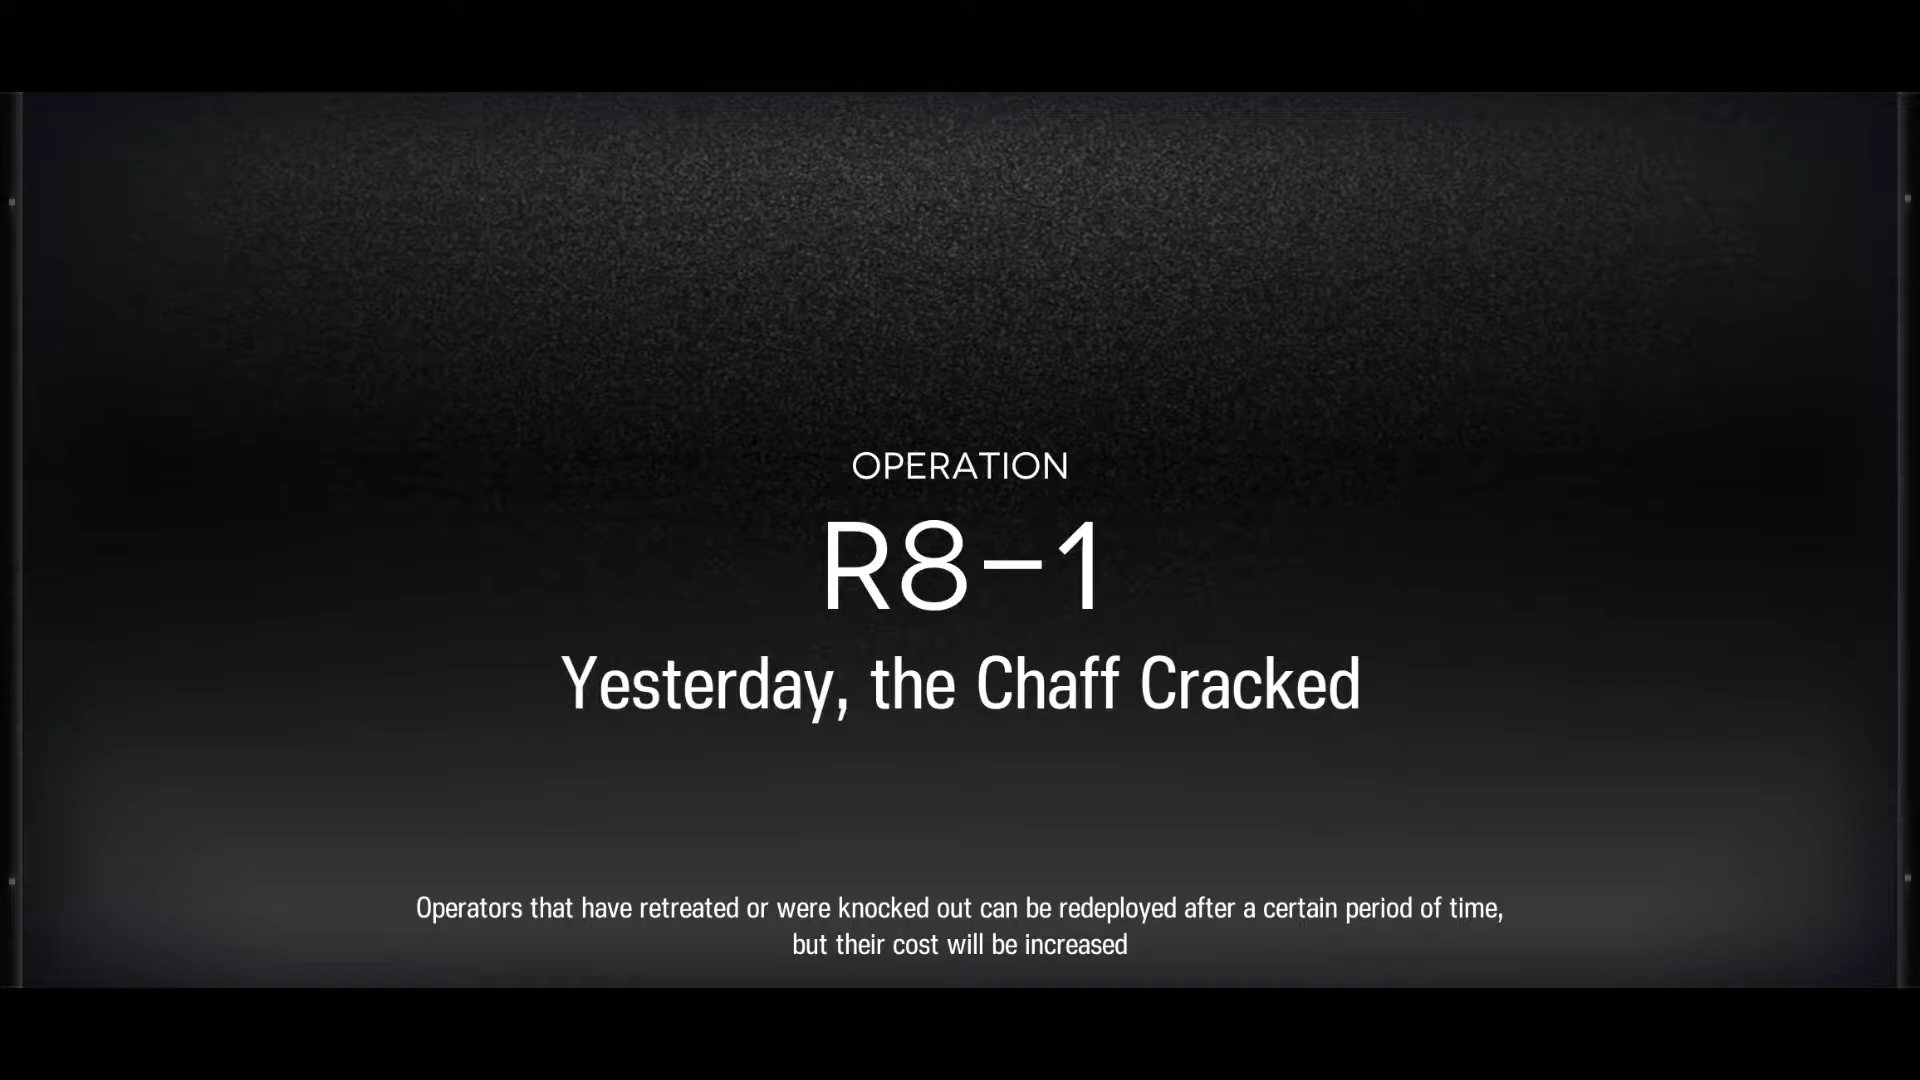 OPERATION
R8-1
Yesterday, the Chaff Cracked
Operators that have retreated or were knocked out can be redeployed after a certain period of time,
but their cost will be increased